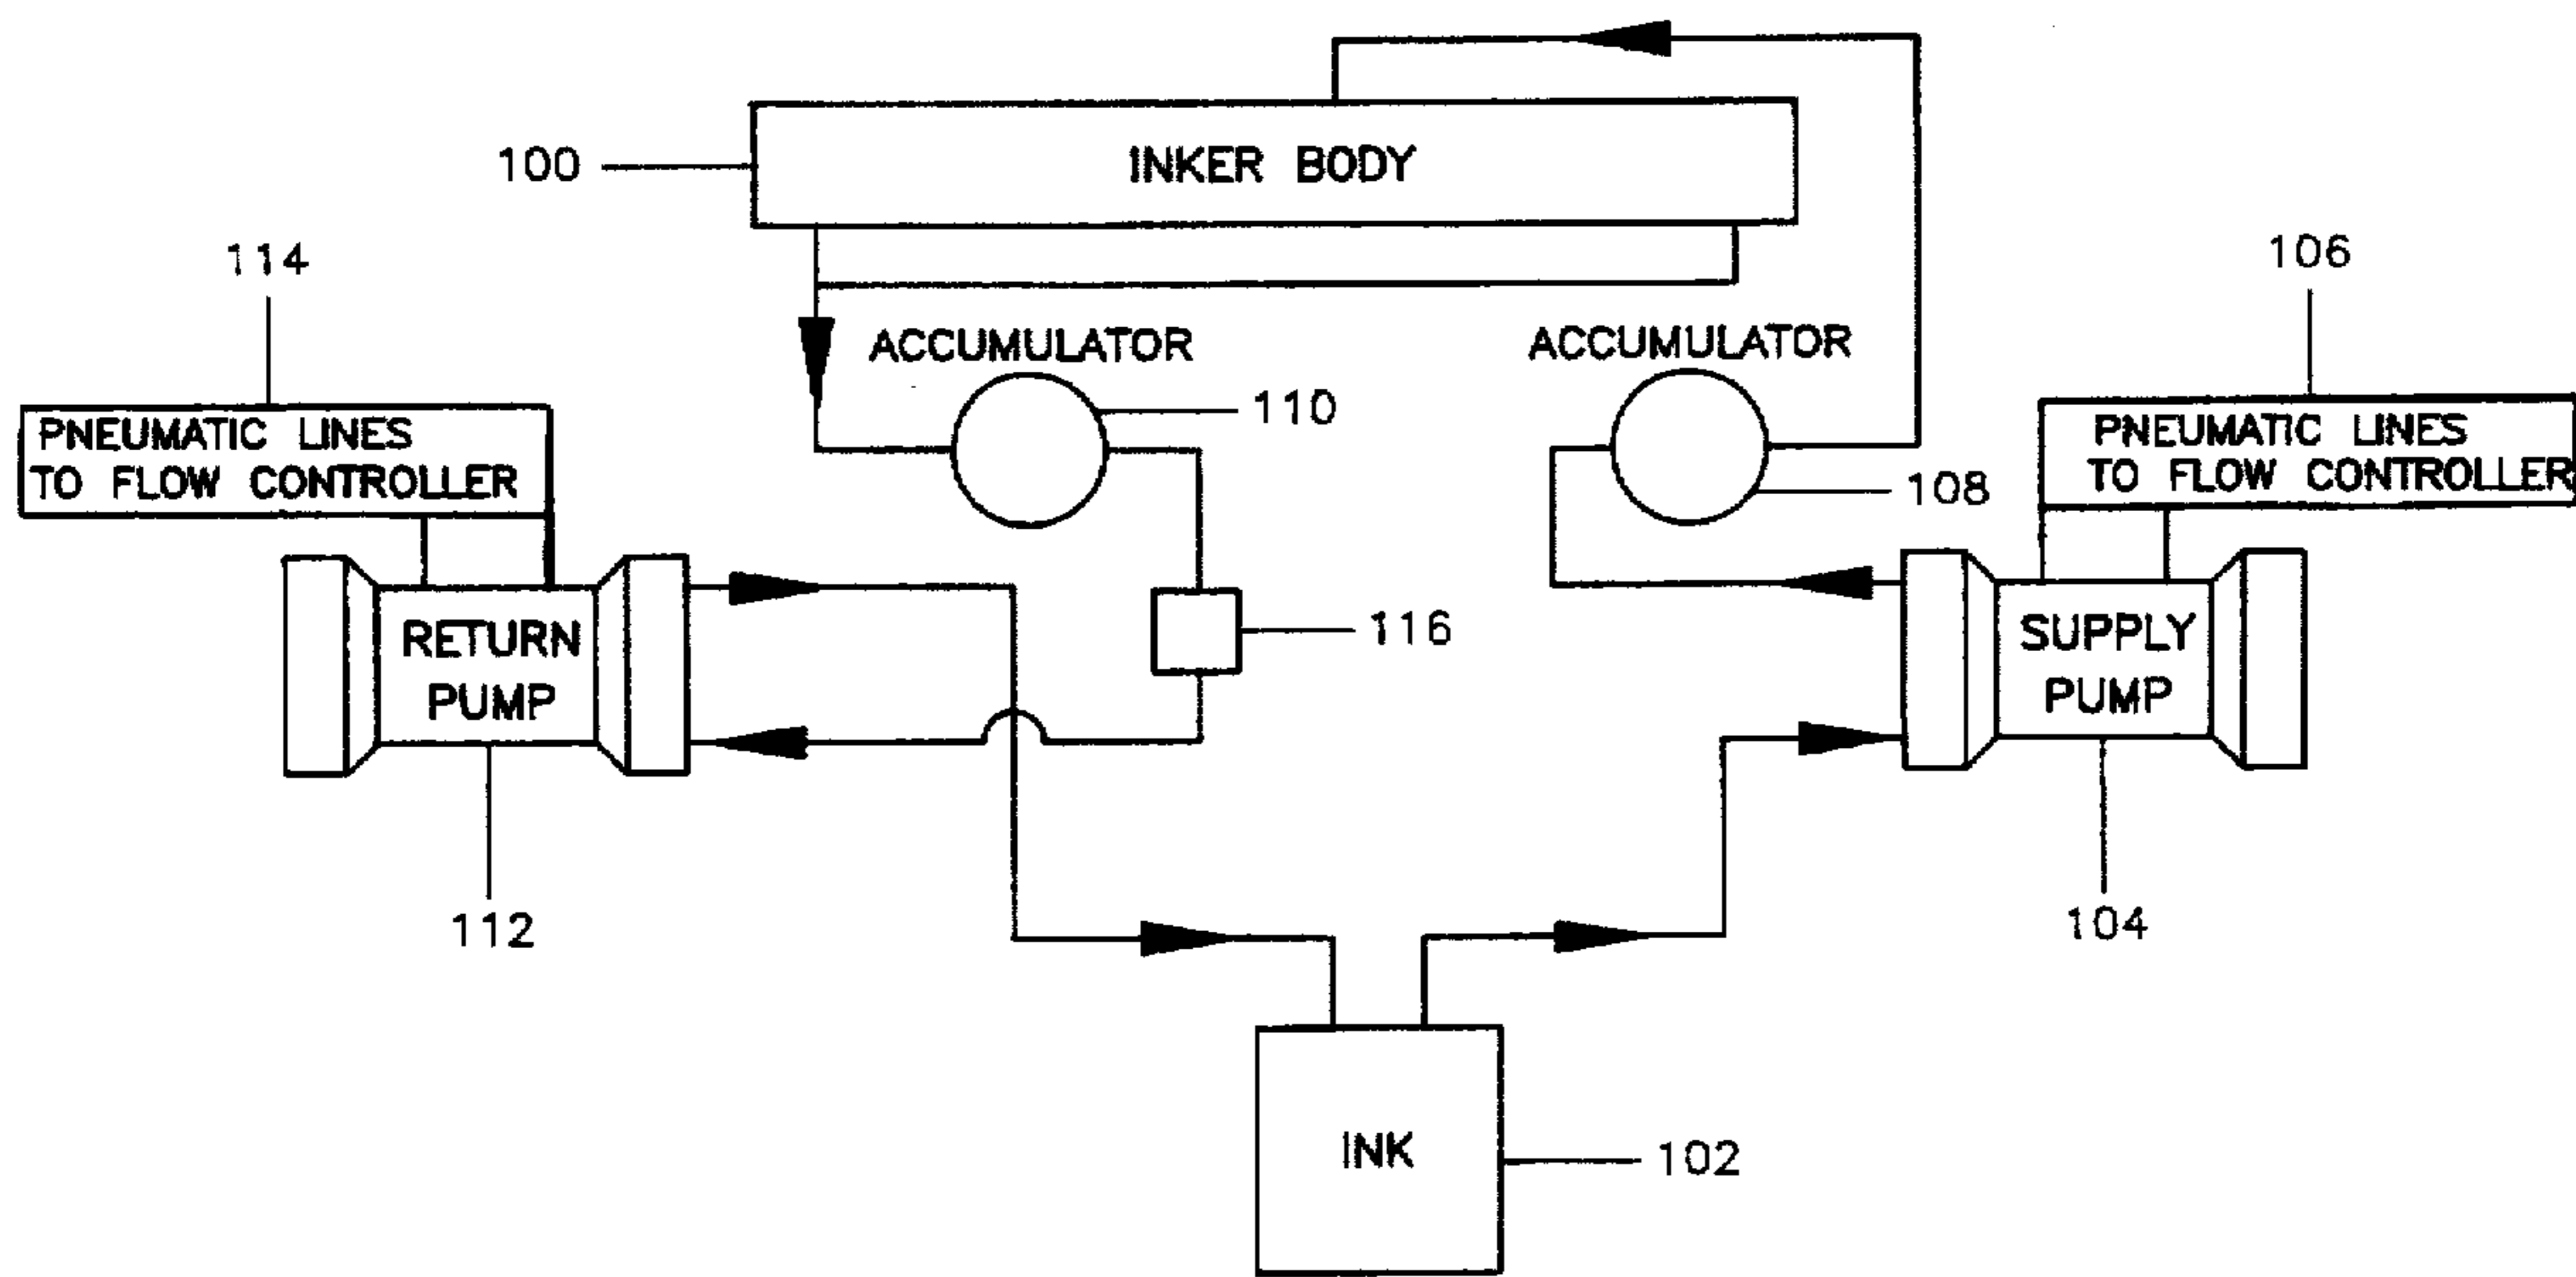 100
INKER BODY
114
106
ACCUMULATOR
ACCUMULATOR
110
108
PNEUMATIC LINES
TO FLOW CONTROLLER
PNEUMATIC LINES
TO FLOW CONTROLLER
RETURN
PUMP
116
SUPPLY
PUMP
112
104
INK
102